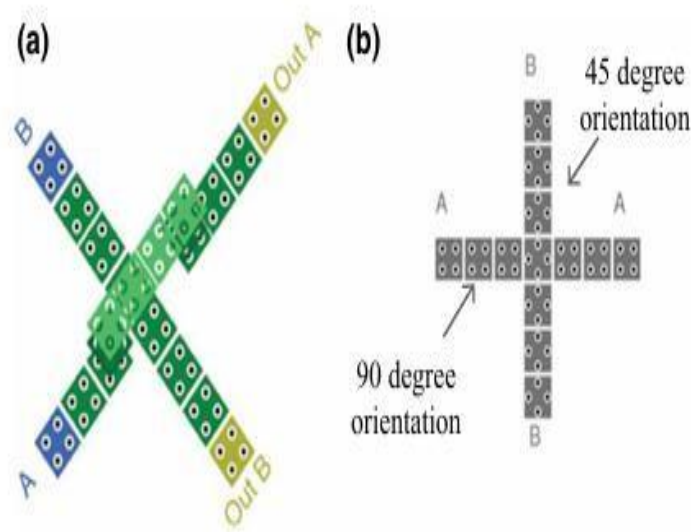 (a)
B
Out A
A
Out B
(b)
B
45 degree
orientation
A
A
90 degree
orientation
B